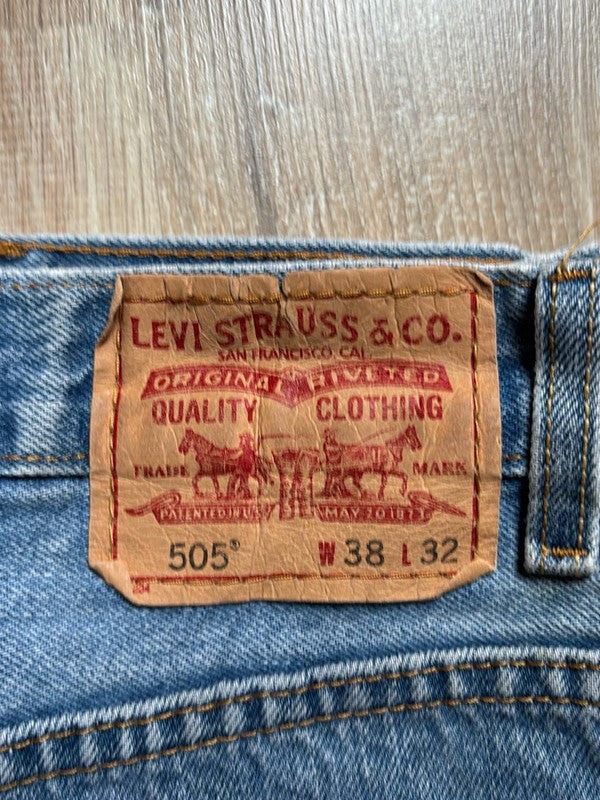 LEVI STRAUSS & CO.
SAN FRANCISCO, CAL.
ORIGINAL RIVETED
QUALITY CLOTHING
TRADE MARK
PATENTED IN U.S. MAY 20 1873
505® W 38 L 32